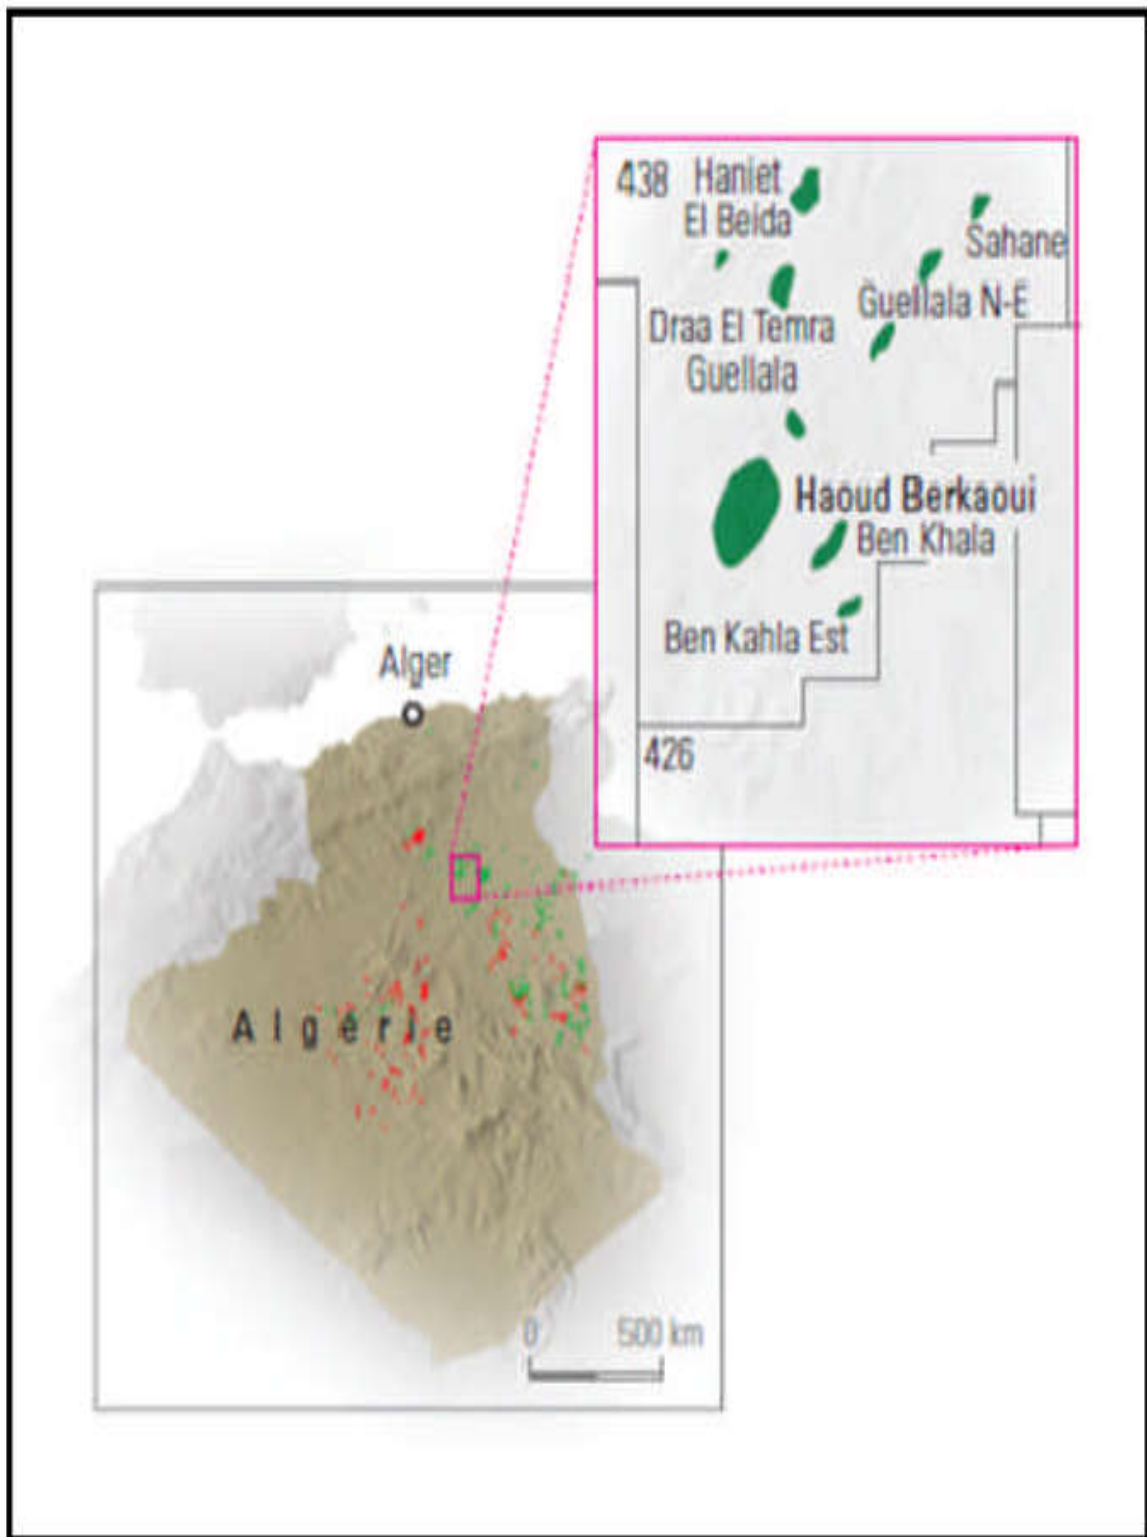 438 Haniet
El Beida
Sahane
Guellala N-E
Draa El Temra
Guellala
Haoud Berkaoui
Ben Khala
Ben Kahla Est
426
Alger
Algérie
0 500 km